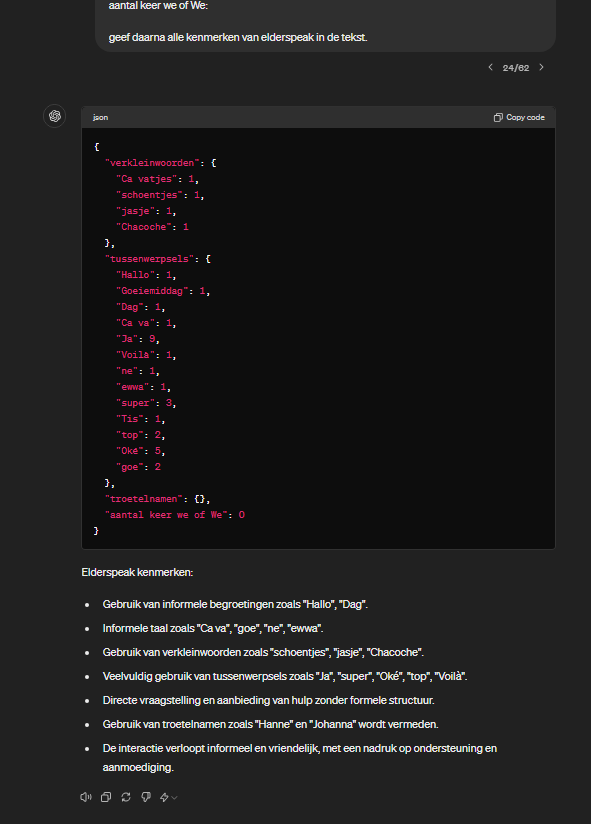 aantal keer we of We:
geef daarna alle kenmerken van elderspeak in de tekst.
24/62
json
Copy code
{
"verkleinwoorden": {
"Ca vatjes": 1,
"schoentjes": 1,
"jasje": 1,
"Chacoche": 1
},
"tussenwerpsels": {
"Hallo": 1,
"Goeiemiddag": 1,
"Dag": 1,
"Ca va": 1,
"Ja": 9,
"Voilà": 1,
"ne": 1,
"ewwa": 1,
"super": 3,
"Tis": 1,
"top": 2,
"Oké": 5,
"goe": 2
},
"troetelnamen": {},
"aantal keer we of We": 0
}
Elderspeak kenmerken:
• Gebruik van informele begroetingen zoals "Hallo", "Dag".
• Informele taal zoals "Ca va", "goe", "ne", "ewwa".
• Gebruik van verkleinwoorden zoals "schoentjes", "jasje", "Chacoche".
• Veelvuldig gebruik van tussenwerpsels zoals "Ja", "super", "Oké", "top", "Voilà".
• Directe vraagstelling en aanbieding van hulp zonder formele structuur.
• Gebruik van troetelnamen zoals "Hanne" en "Johanna" wordt vermeden.
• De interactie verloopt informeel en vriendelijk, met een nadruk op ondersteuning en
aanmoediging.